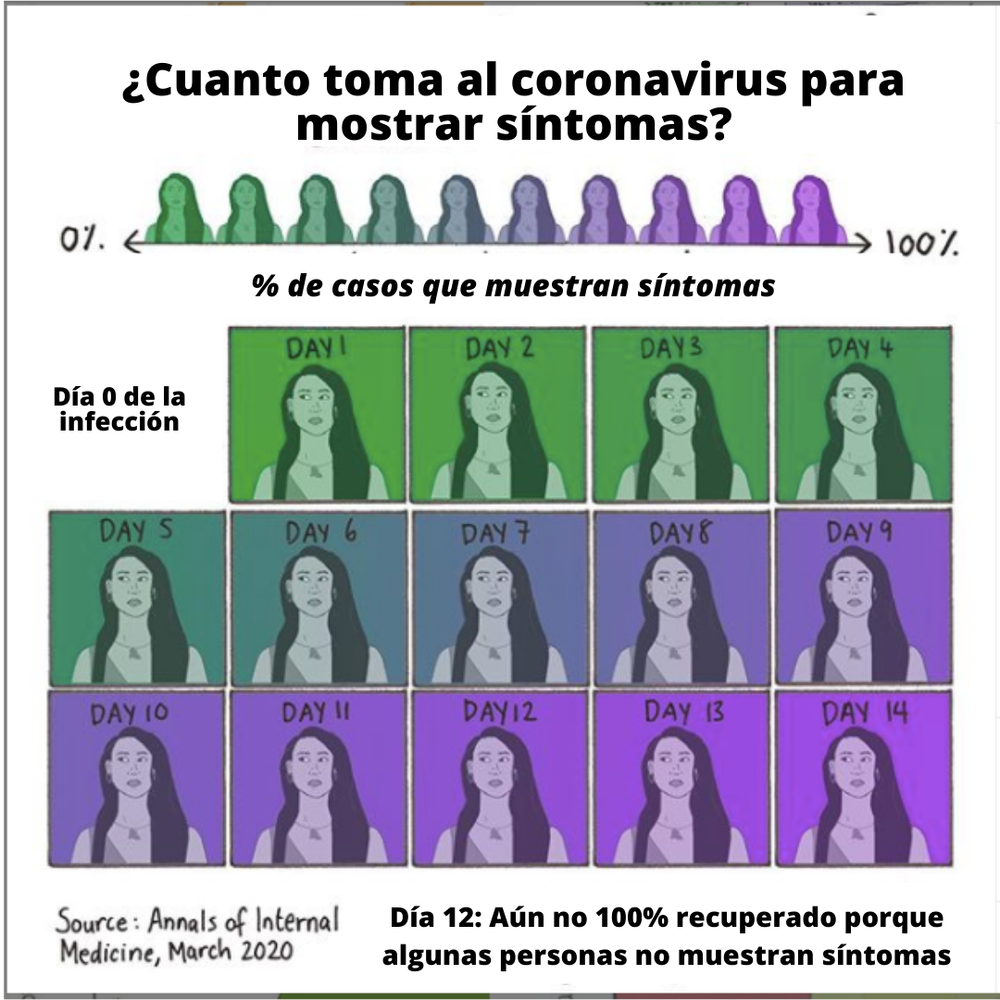 ¿Cuanto toma al coronavirus para
mostrar síntomas?
0% 100%
% de casos que muestran síntomas
Día 0 de la
infección
DAY 1 DAY 2 DAY 3 DAY 4
DAY 5 DAY 6 DAY 7 DAY 8 DAY 9
DAY 10 DAY 11 DAY 12 DAY 13 DAY 14
Source: Annals of Internal
Medicine, March 2020
Día 12: Aún no 100% recuperado porque
algunas personas no muestran síntomas